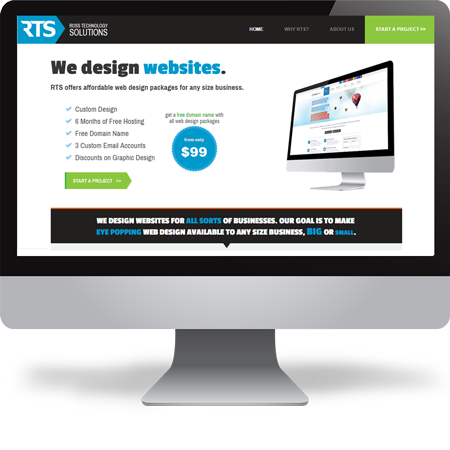 RTS ROSS TECHNOLOGY
SOLUTIONS
HOME WHY RTS? ABOUT US START A PROJECT >>
We design websites.
RTS offers affordable web design packages for any size business.
Custom Design
6 Months of Free Hosting
Free Domain Name
3 Custom Email Accounts
Discounts on Graphic Design
get a free domain name with
all web design packages
from only
$99
START A PROJECT >>
WE DESIGN WEBSITES FOR ALL SORTS OF BUSINESSES. OUR GOAL IS TO MAKE
EYE POPPING WEB DESIGN AVAILABLE TO ANY SIZE BUSINESS, BIG OR SMALL.